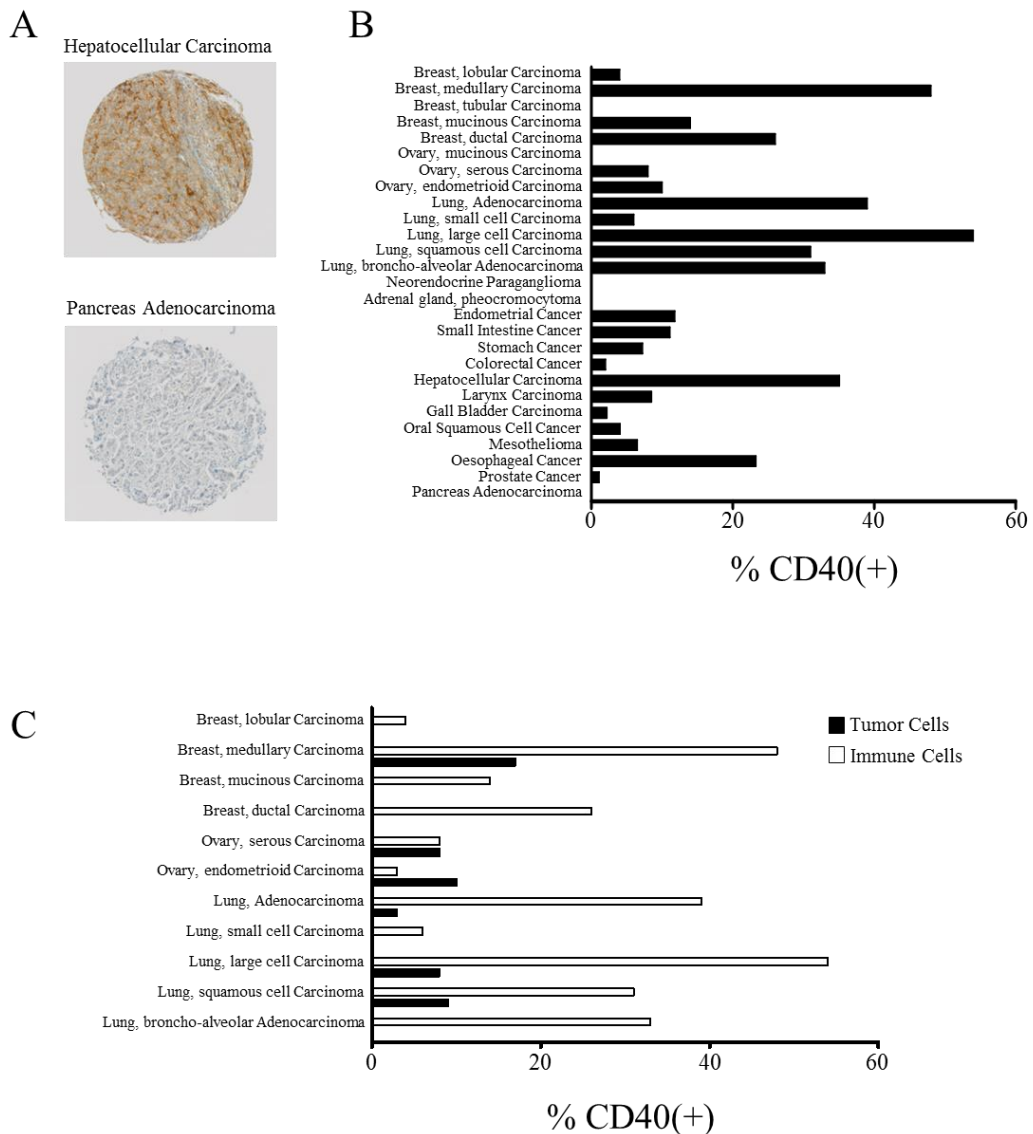 A
Hepatocellular Carcinoma
Pancreas Adenocarcinoma
B
Breast, lobular Carcinoma
Breast, medullary Carcinoma
Breast, tubular Carcinoma
Breast, mucinous Carcinoma
Breast, ductal Carcinoma
Ovary, mucinous Carcinoma
Ovary, serous Carcinoma
Ovary, endometrioid Carcinoma
Lung, Adenocarcinoma
Lung, small cell Carcinoma
Lung, large cell Carcinoma
Lung, squamous cell Carcinoma
Lung, broncho-alveolar Adenocarcinoma
Neorendocrine Paraganglioma
Adrenal gland, pheocromocytoma
Endometrial Cancer
Small Intestine Cancer
Stomach Cancer
Colorectal Cancer
Hepatocellular Carcinoma
Larynx Carcinoma
Gall Bladder Carcinoma
Oral Squamous Cell Cancer
Mesothelioma
Oesophageal Cancer
Prostate Cancer
Pancreas Adenocarcinoma
0 20 40 60
% CD40(+)
C
Breast, lobular Carcinoma
Breast, medullary Carcinoma
Breast, mucinous Carcinoma
Breast, ductal Carcinoma
Ovary, serous Carcinoma
Ovary, endometrioid Carcinoma
Lung, Adenocarcinoma
Lung, small cell Carcinoma
Lung, large cell Carcinoma
Lung, squamous cell Carcinoma
Lung, broncho-alveolar Adenocarcinoma
0 20 40 60
% CD40(+)
Tumor Cells
Immune Cells